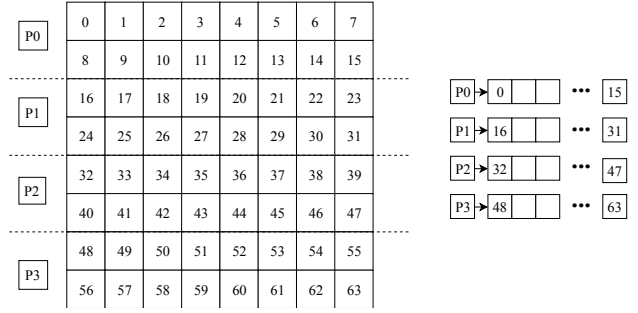 P0
0 1 2 3 4 5 6 7
8 9 10 11 12 13 14 15
P1
16 17 18 19 20 21 22 23
24 25 26 27 28 29 30 31
P2
32 33 34 35 36 37 38 39
40 41 42 43 44 45 46 47
P3
48 49 50 51 52 53 54 55
56 57 58 59 60 61 62 63
P0 0 ••• 15
P1 16 ••• 31
P2 32 ••• 47
P3 48 ••• 63